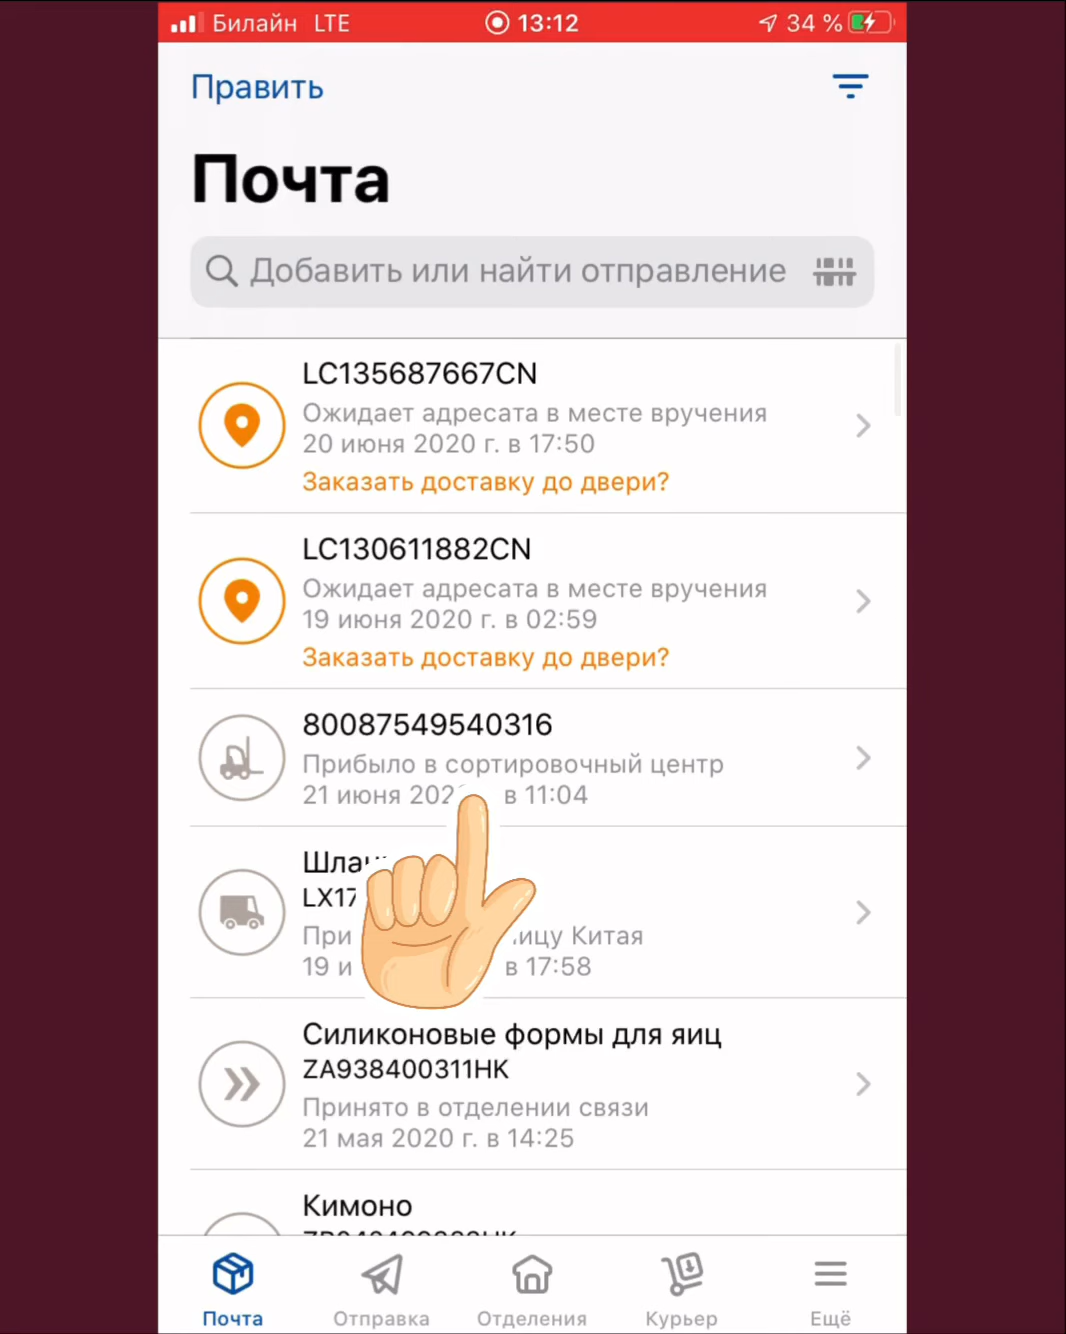 Билайн LTE 13:12 34 %
Править
Почта
Добавить или найти отправление
LC135687667CN
Ожидает адресата в месте вручения
20 июня 2020 г. в 17:50
Заказать доставку до двери?
LC130611882CN
Ожидает адресата в месте вручения
19 июня 2020 г. в 02:59
Заказать доставку до двери?
80087549540316
Прибыло в сортировочный центр
21 июня в 11:04
Китая
19 в 17:58
Силиконовые формы для яиц
ZA938400311HK
Принято в отделении связи
21 мая 2020 г. в 14:25
Кимоно
Почта Отправка Отделения Курьер Ещё